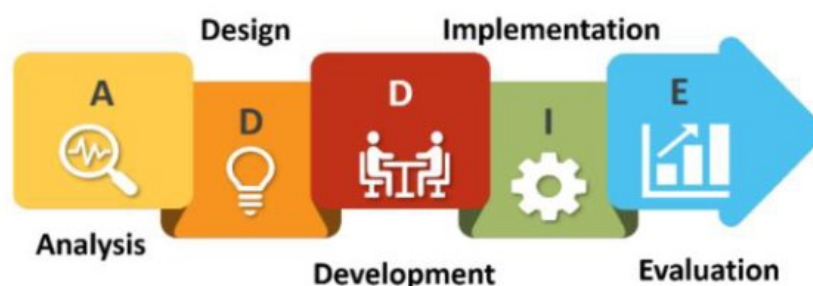 Design
Implementation
A
D
D
I
E
Analysis
Development
Evaluation